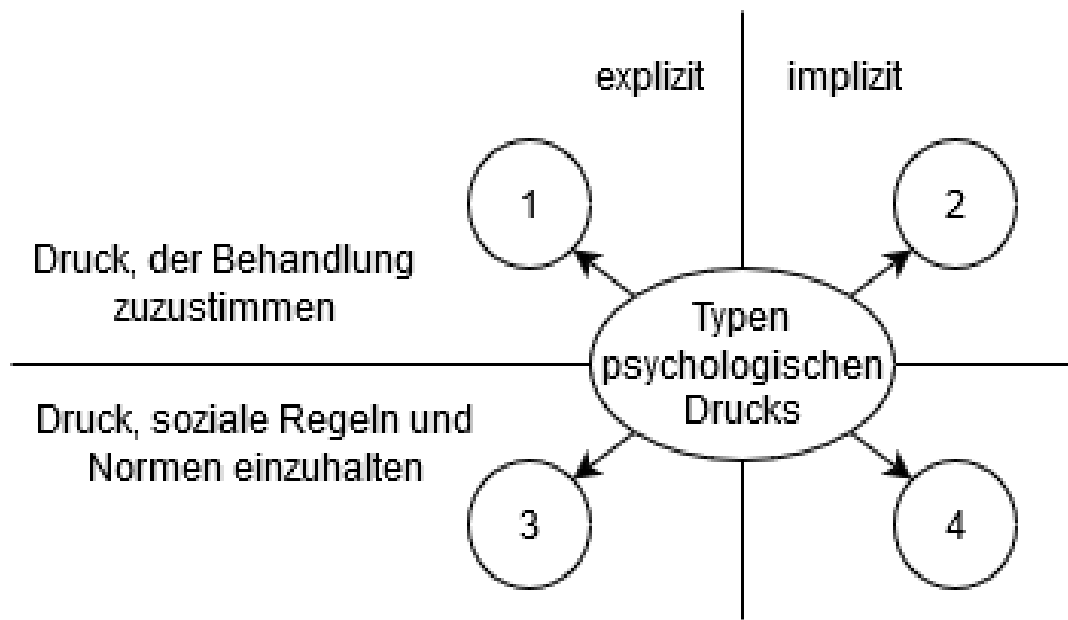 explizit
implizit
1
2
Druck, der Behandlung
zuzustimmen
Typen
psychologischen
Drucks
Druck, soziale Regeln und
Normen einzuhalten
3
4